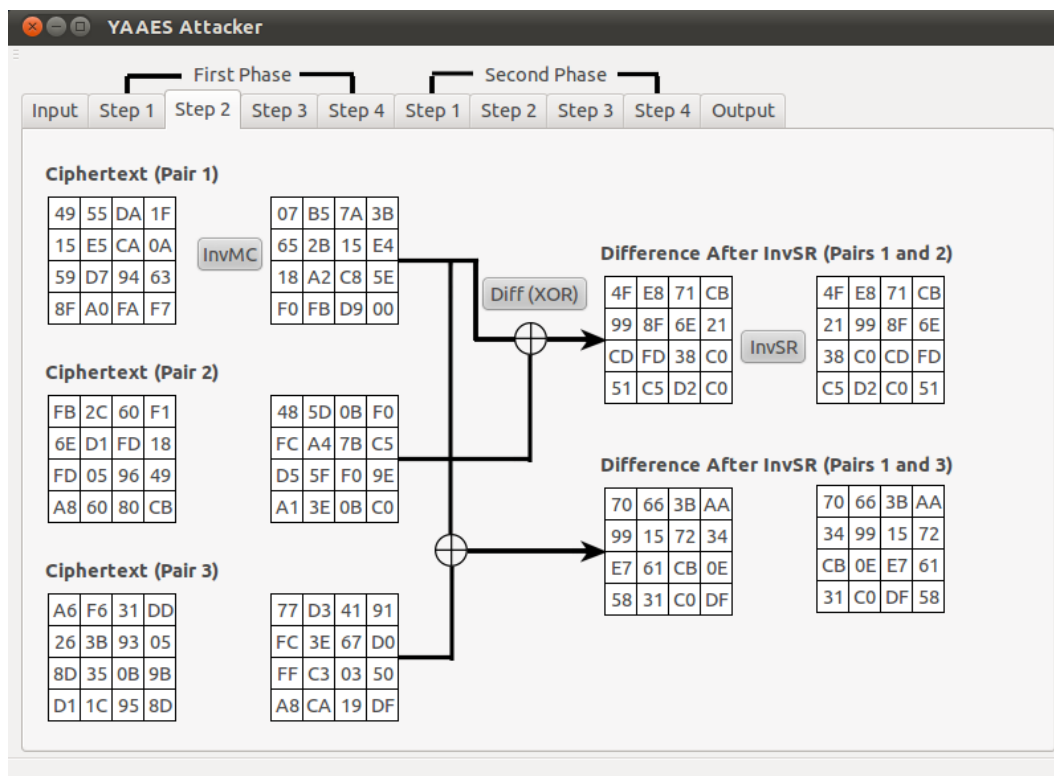 YAAES Attacker
First Phase Second Phase
Input Step 1 Step 2 Step 3 Step 4 Step 1 Step 2 Step 3 Step 4 Output
Ciphertext (Pair 1)
49 55 DA 1F
15 E5 CA 0A
59 D7 94 63
8F A0 FA F7
InvMC
07 B5 7A 3B
65 2B 15 E4
18 A2 C8 5E
F0 FB D9 00
Diff (XOR)
Difference After InvSR (Pairs 1 and 2)
4F E8 71 CB
99 8F 6E 21
CD FD 38 C0
51 C5 D2 C0
InvSR
4F E8 71 CB
21 99 8F 6E
38 C0 CD FD
C5 D2 C0 51
Ciphertext (Pair 2)
FB 2C 60 F1
6E D1 FD 18
FD 05 96 49
A8 60 80 CB
48 5D 0B F0
FC A4 7B C5
D5 5F F0 9E
A1 3E 0B C0
Difference After InvSR (Pairs 1 and 3)
70 66 3B AA
99 15 72 34
E7 61 CB 0E
58 31 C0 DF
70 66 3B AA
34 99 15 72
CB 0E E7 61
31 C0 DF 58
Ciphertext (Pair 3)
A6 F6 31 DD
26 3B 93 05
8D 35 0B 9B
D1 1C 95 8D
77 D3 41 91
FC 3E 67 D0
FF C3 03 50
A8 CA 19 DF